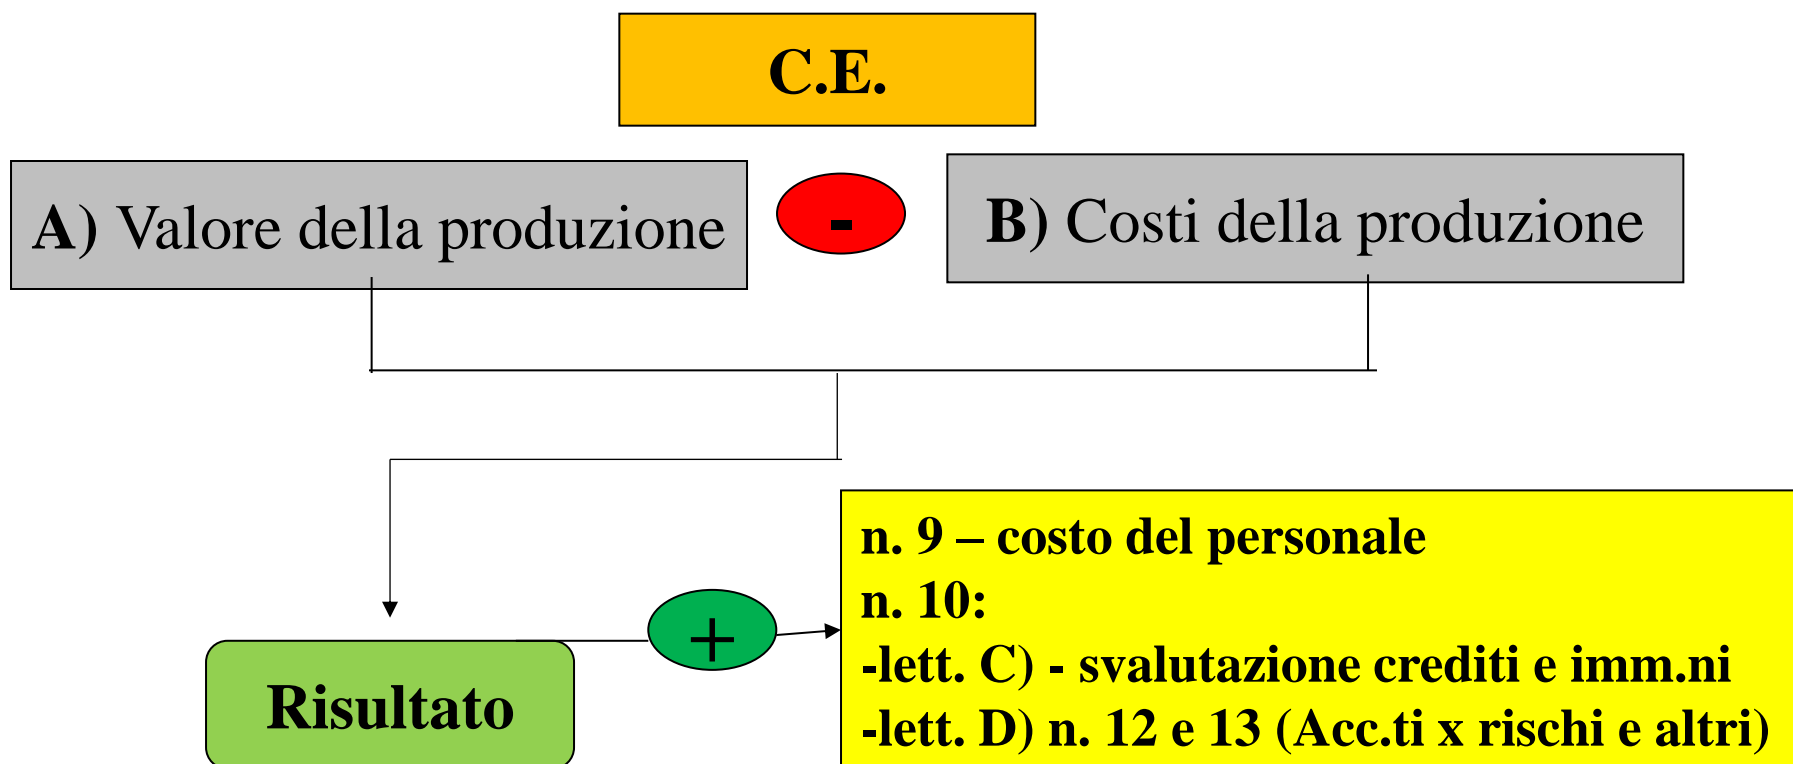 C.E.
A) Valore della produzione
-
B) Costi della produzione
n. 9 – costo del personale
n. 10:
-lett. C) - svalutazione crediti e imm.ni
-lett. D) n. 12 e 13 (Acc.ti x rischi e altri)
+
Risultato